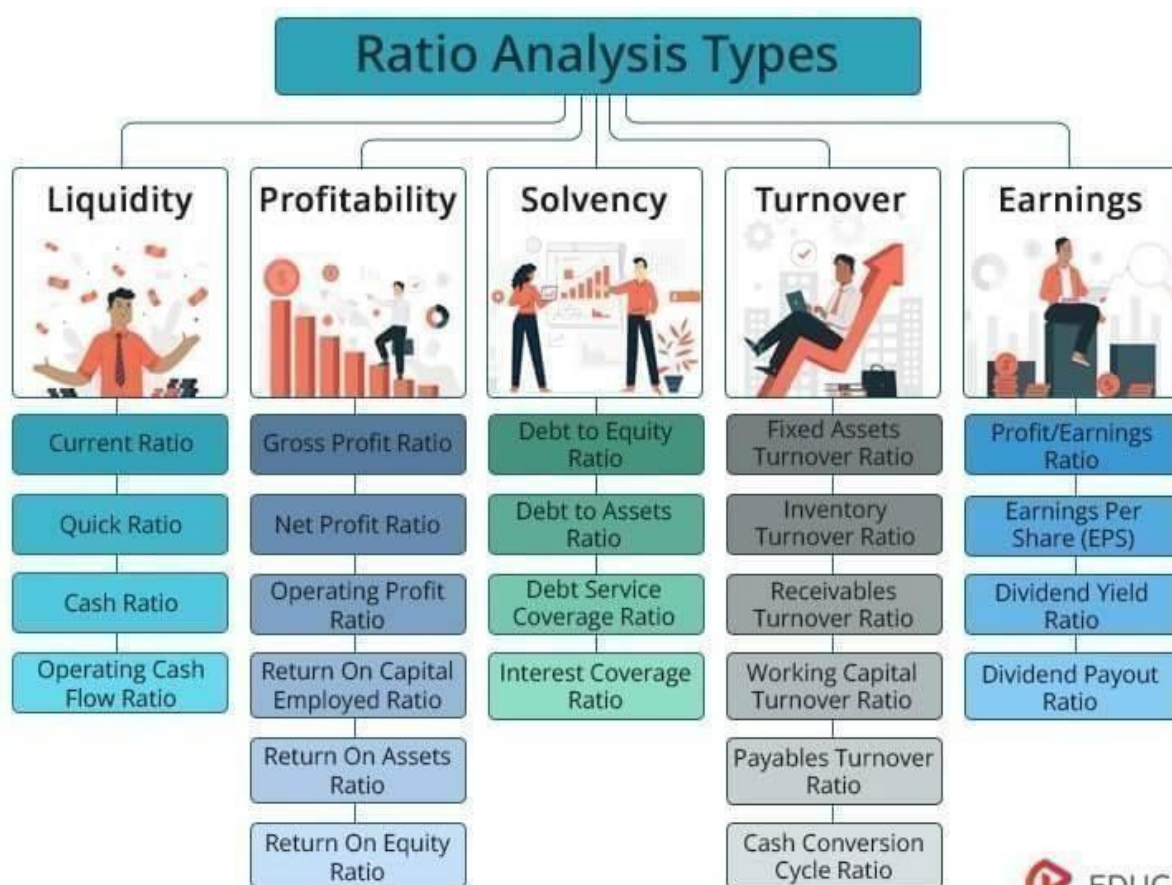 Ratio Analysis Types
Liquidity
Current Ratio
Quick Ratio
Cash Ratio
Operating Cash
Flow Ratio
Profitability
Gross Profit Ratio
Net Profit Ratio
Operating Profit
Ratio
Return On Capital
Employed Ratio
Return On Assets
Ratio
Return On Equity
Ratio
Solvency
Debt to Equity
Ratio
Debt to Assets
Ratio
Debt Service
Coverage Ratio
Interest Coverage
Ratio
Turnover
Fixed Assets
Turnover Ratio
Inventory
Turnover Ratio
Receivables
Turnover Ratio
Working Capital
Turnover Ratio
Payables Turnover
Ratio
Cash Conversion
Cycle Ratio
Earnings
Profit/Earnings
Ratio
Earnings Per
Share (EPS)
Dividend Yield
Ratio
Dividend Payout
Ratio